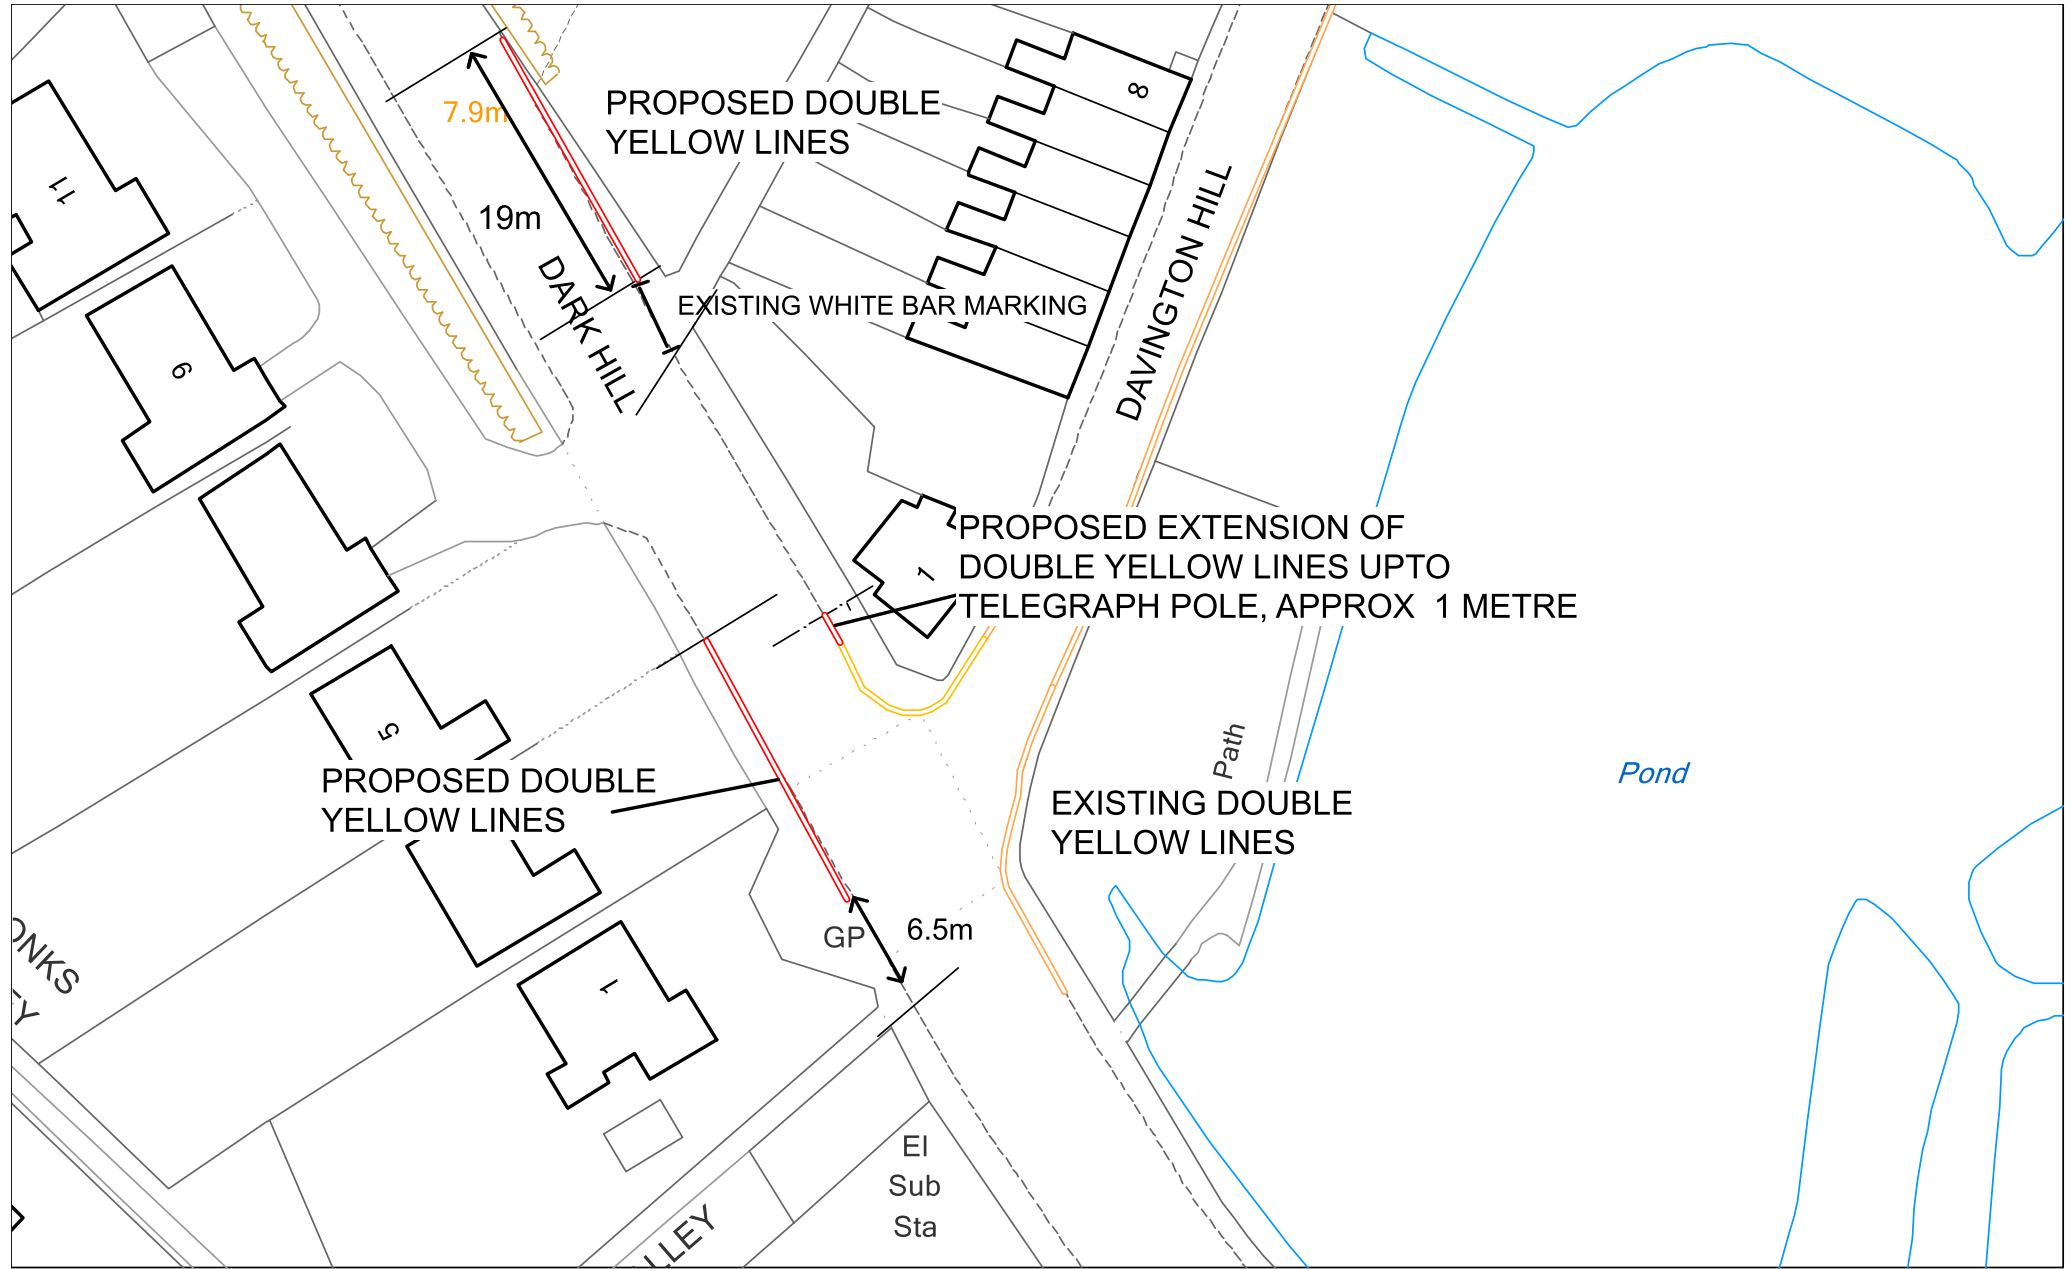 PROPOSED DOUBLE
YELLOW LINES
7.9m
8
11
19m
DAVINGTON HILL
DARK HILL
EXISTING WHITE BAR MARKING
9
PROPOSED EXTENSION OF
DOUBLE YELLOW LINES UPTO
TELEGRAPH POLE, APPROX 1 METRE
1
5
Path
Pond
PROPOSED DOUBLE
YELLOW LINES
EXISTING DOUBLE
YELLOW LINES
GP
6.5m
ONKS
EY
1
El
Sub
Sta
LLEY